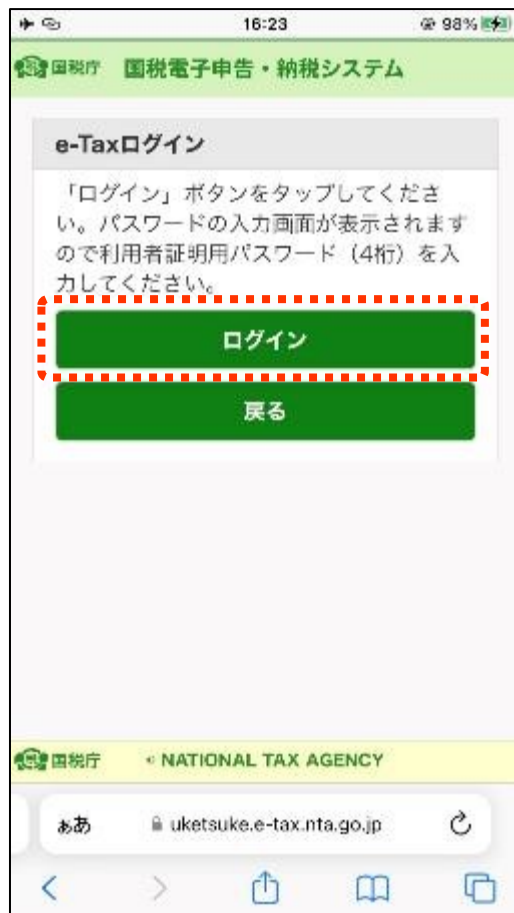 16:23
98%
国税庁 国税電子申告・納税システム
e-Taxログイン
「ログイン」ボタンをタップしてくださ
い。パスワードの入力画面が表示されます
ので利用者証明用パスワード（4桁）を入
力してください。
ログイン
戻る
国税庁 © NATIONAL TAX AGENCY
ぁあ uketsuke.e-tax.nta.go.jp